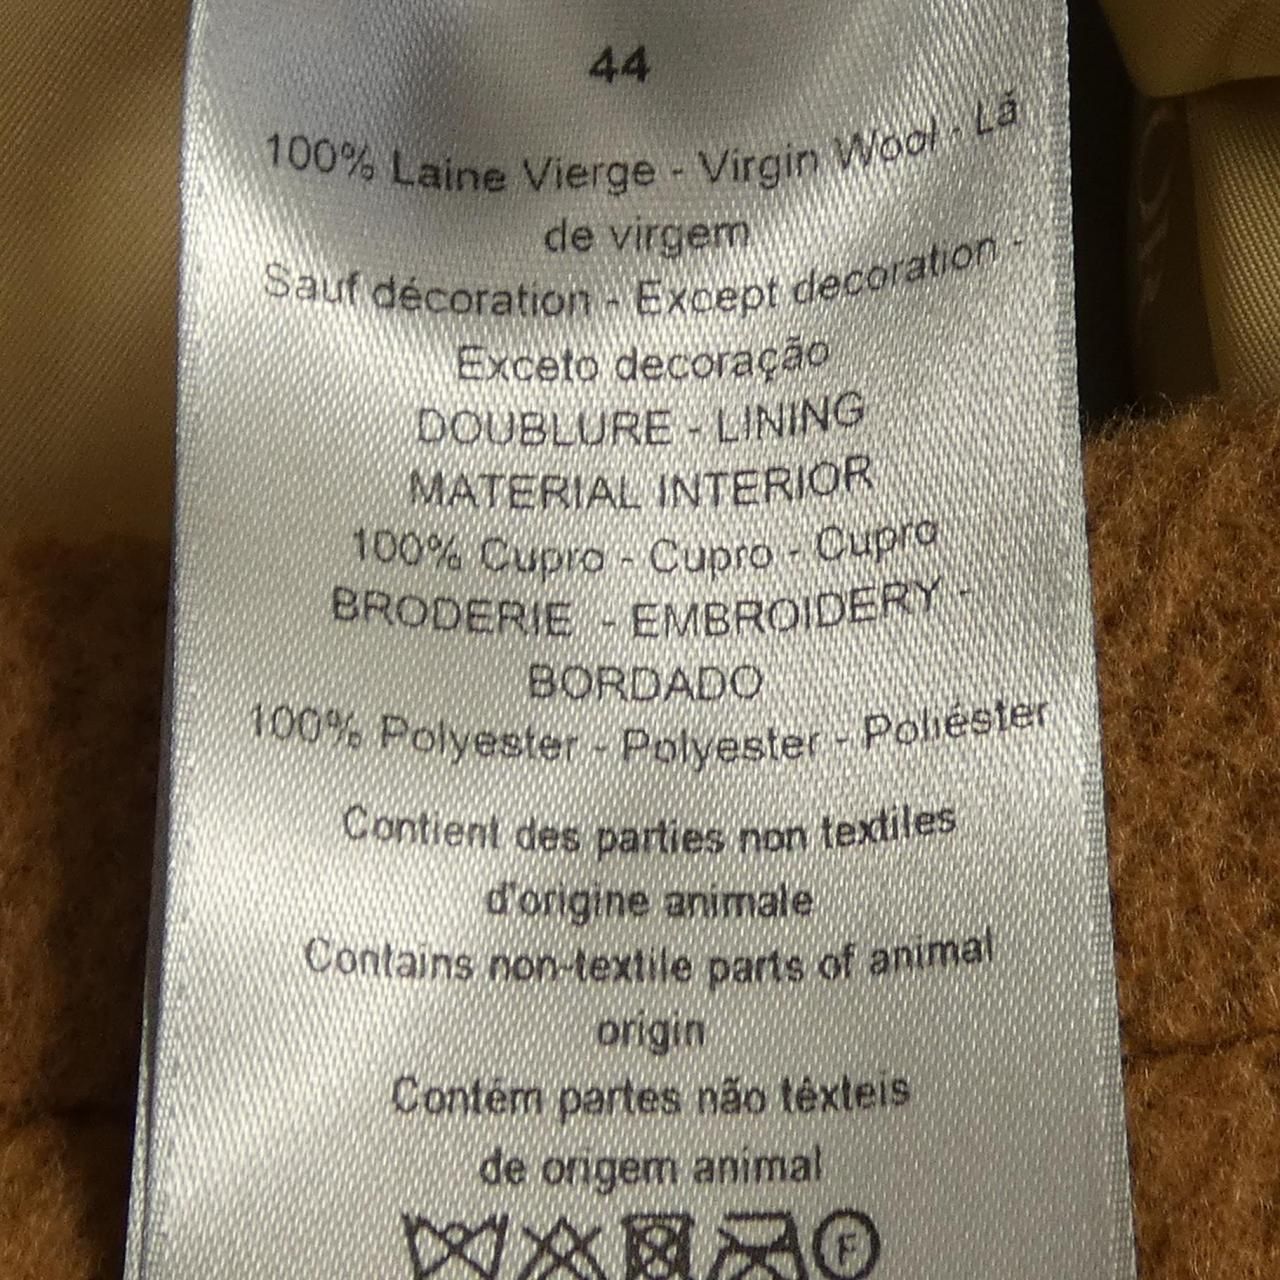 44
100% Laine Vierge - Virgin Wool - Lã
de virgem
Sauf décoration - Except decoration -
Exceto decoração
DOUBLURE - LINING
MATERIAL INTERIOR
100% Cupro - Cupro - Cupro
BRODERIE - EMBROIDERY -
BORDADO
100% Polyester - Polyester - Poliéster
Contient des parties non textiles
d'origine animale
Contains non-textile parts of animal
origin
Contém partes não têxteis
de origem animal
F